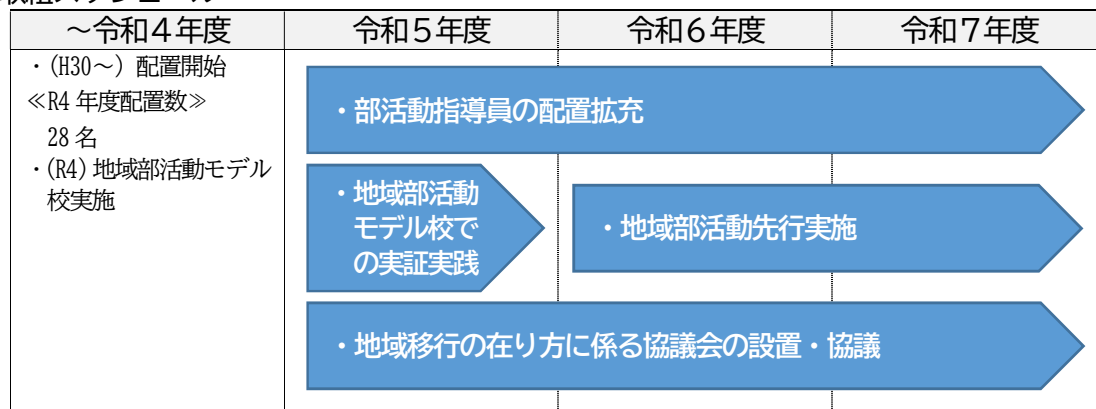 ～令和４年度 令和５年度 令和６年度 令和７年度
・(H30～) 配置開始
≪R4 年度配置数≫
28 名
・(R4) 地域部活動モデル
校実施
・部活動指導員の配置拡充
・地域部活動
モデル校で
の実証実践
・地域部活動先行実施
・地域移行の在り方に係る協議会の設置・協議